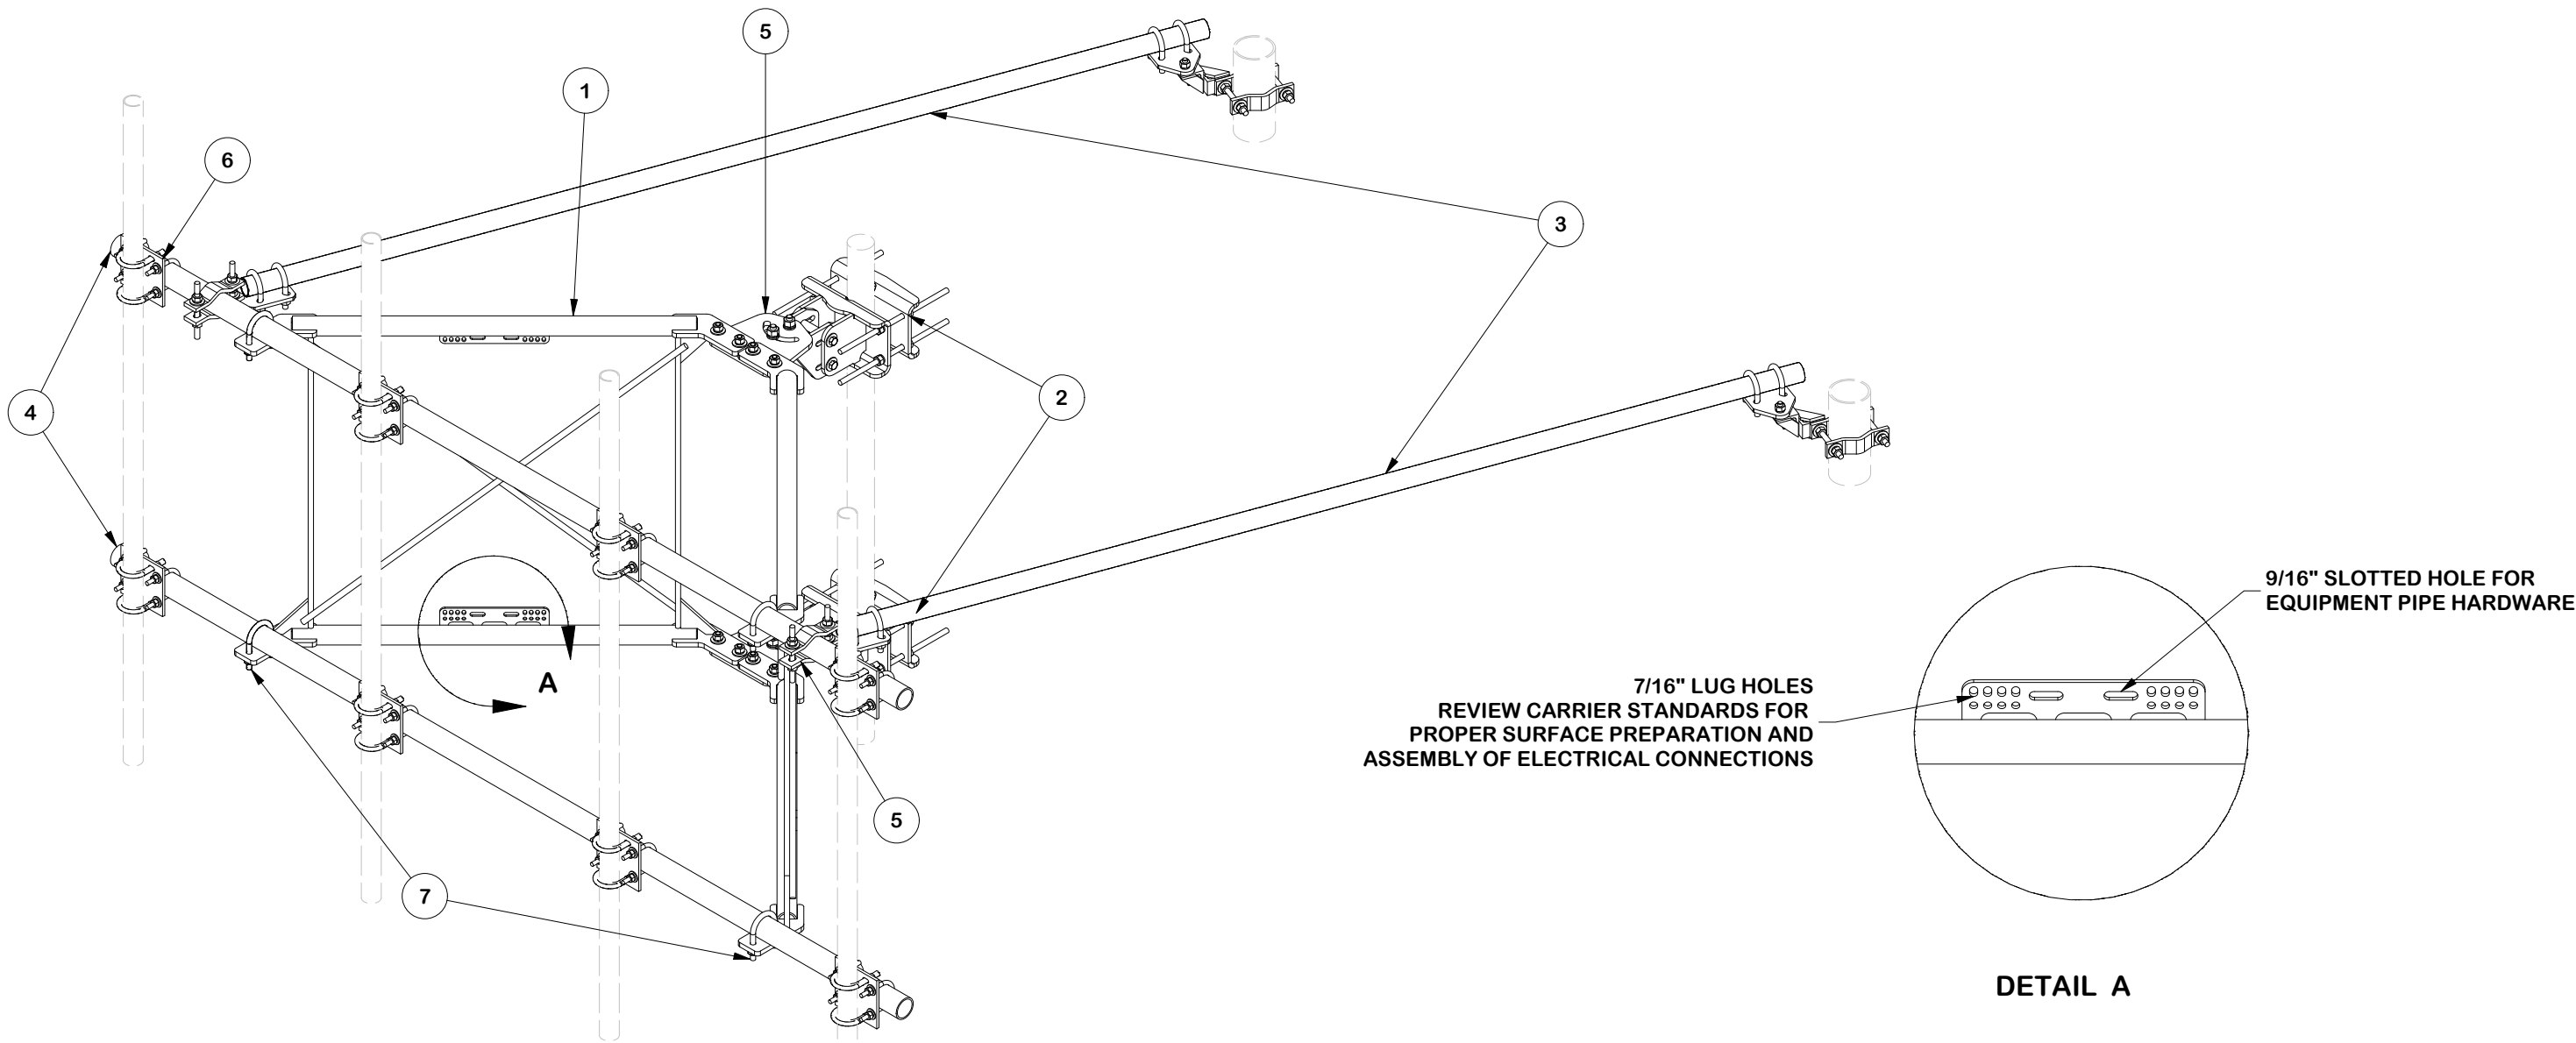 5
1
6
3
4
2
A
5
7
9/16" SLOTTED HOLE FOR
EQUIPMENT PIPE HARDWARE
7/16" LUG HOLES
REVIEW CARRIER STANDARDS FOR
PROPER SURFACE PREPARATION AND
ASSEMBLY OF ELECTRICAL CONNECTIONS
DETAIL A